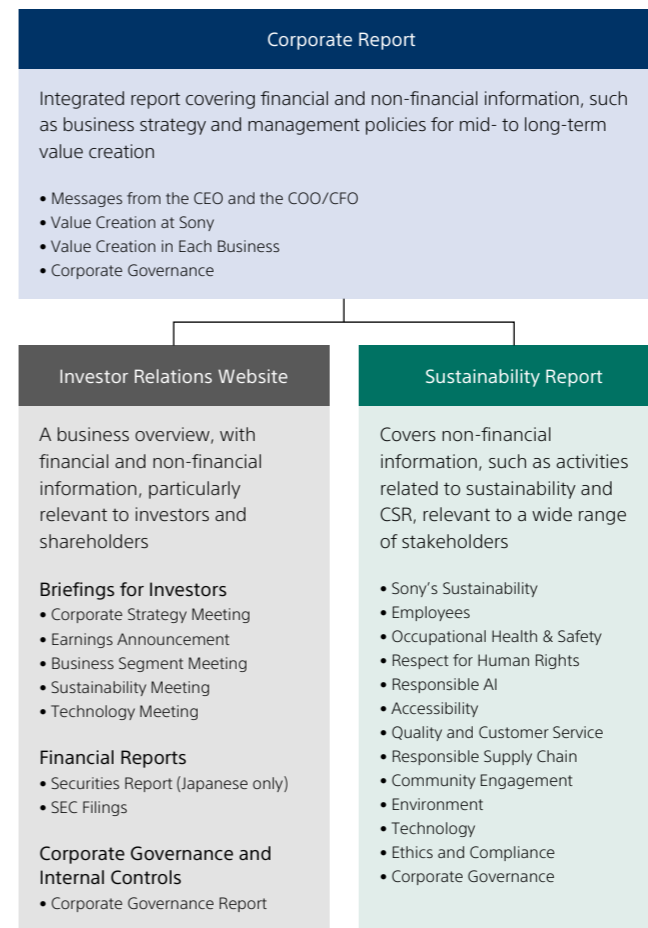 Corporate Report
Integrated report covering financial and non-financial information, such
as business strategy and management policies for mid- to long-term
value creation
• Messages from the CEO and the COO/CFO
• Value Creation at Sony
• Value Creation in Each Business
• Corporate Governance
Investor Relations Website
A business overview, with
financial and non-financial
information, particularly
relevant to investors and
shareholders
Briefings for Investors
• Corporate Strategy Meeting
• Earnings Announcement
• Business Segment Meeting
• Sustainability Meeting
• Technology Meeting
Financial Reports
• Securities Report (Japanese only)
• SEC Filings
Corporate Governance and
Internal Controls
• Corporate Governance Report
Sustainability Report
Covers non-financial
information, such as activities
related to sustainability and
CSR, relevant to a wide range
of stakeholders
• Sony’s Sustainability
• Employees
• Occupational Health & Safety
• Respect for Human Rights
• Responsible AI
• Accessibility
• Quality and Customer Service
• Responsible Supply Chain
• Community Engagement
• Environment
• Technology
• Ethics and Compliance
• Corporate Governance